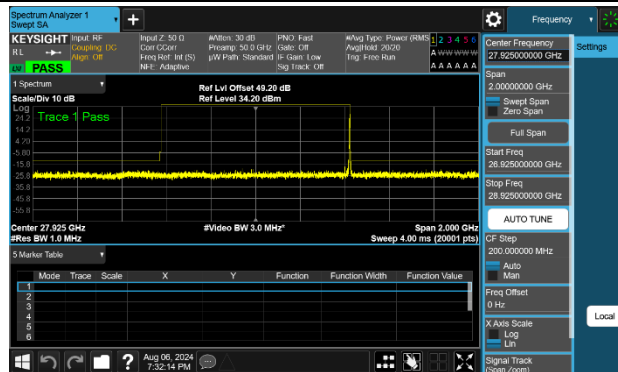 Spectrum Analyzer 1
Swept SA
Frequency
KEYSIGHT
R L
PASS
Input: RF
Coupling: DC
Align: Off
Input Z: 50 Ω
Corr CCorr
Freq Ref: Int (S)
NFE: Adaptive
#Atten: 30 dB
Preamp: 50.0 GHz
µW Path: Standard
PNO: Fast
Gate: Off
IF Gain: Low
Sig Track: Off
#Avg Type: Power (RMS
Avg|Hold: 20/20
Trig: Free Run
1 2 3 4 5 6
A W W W W W
A A A A A A
1 Spectrum
Scale/Div 10 dB
Ref Lvl Offset 49.20 dB
Ref Level 34.20 dBm
Log
Trace 1 Pass
24.2
14.2
4.20
-5.80
-15.8
-25.8
-35.8
-45.8
-55.8
Center 27.925 GHz
#Video BW 3.0 MHz*
Span 2.000 GHz
#Res BW 1.0 MHz
Sweep 4.00 ms (20001 pts)
5 Marker Table
Mode Trace Scale X Y Function Function Width Function Value
1
2
3
4
5
6
Aug 06, 2024
7:32:14 PM
Center Frequency
27.925000000 GHz
Settings
Span
2.00000000 GHz
Swept Span
Zero Span
Full Span
Start Freq
26.925000000 GHz
Stop Freq
28.925000000 GHz
AUTO TUNE
CF Step
200.000000 MHz
Auto
Man
Freq Offset
0 Hz
X Axis Scale
Log
Lin
Local
Signal Track
(Span Zoom)